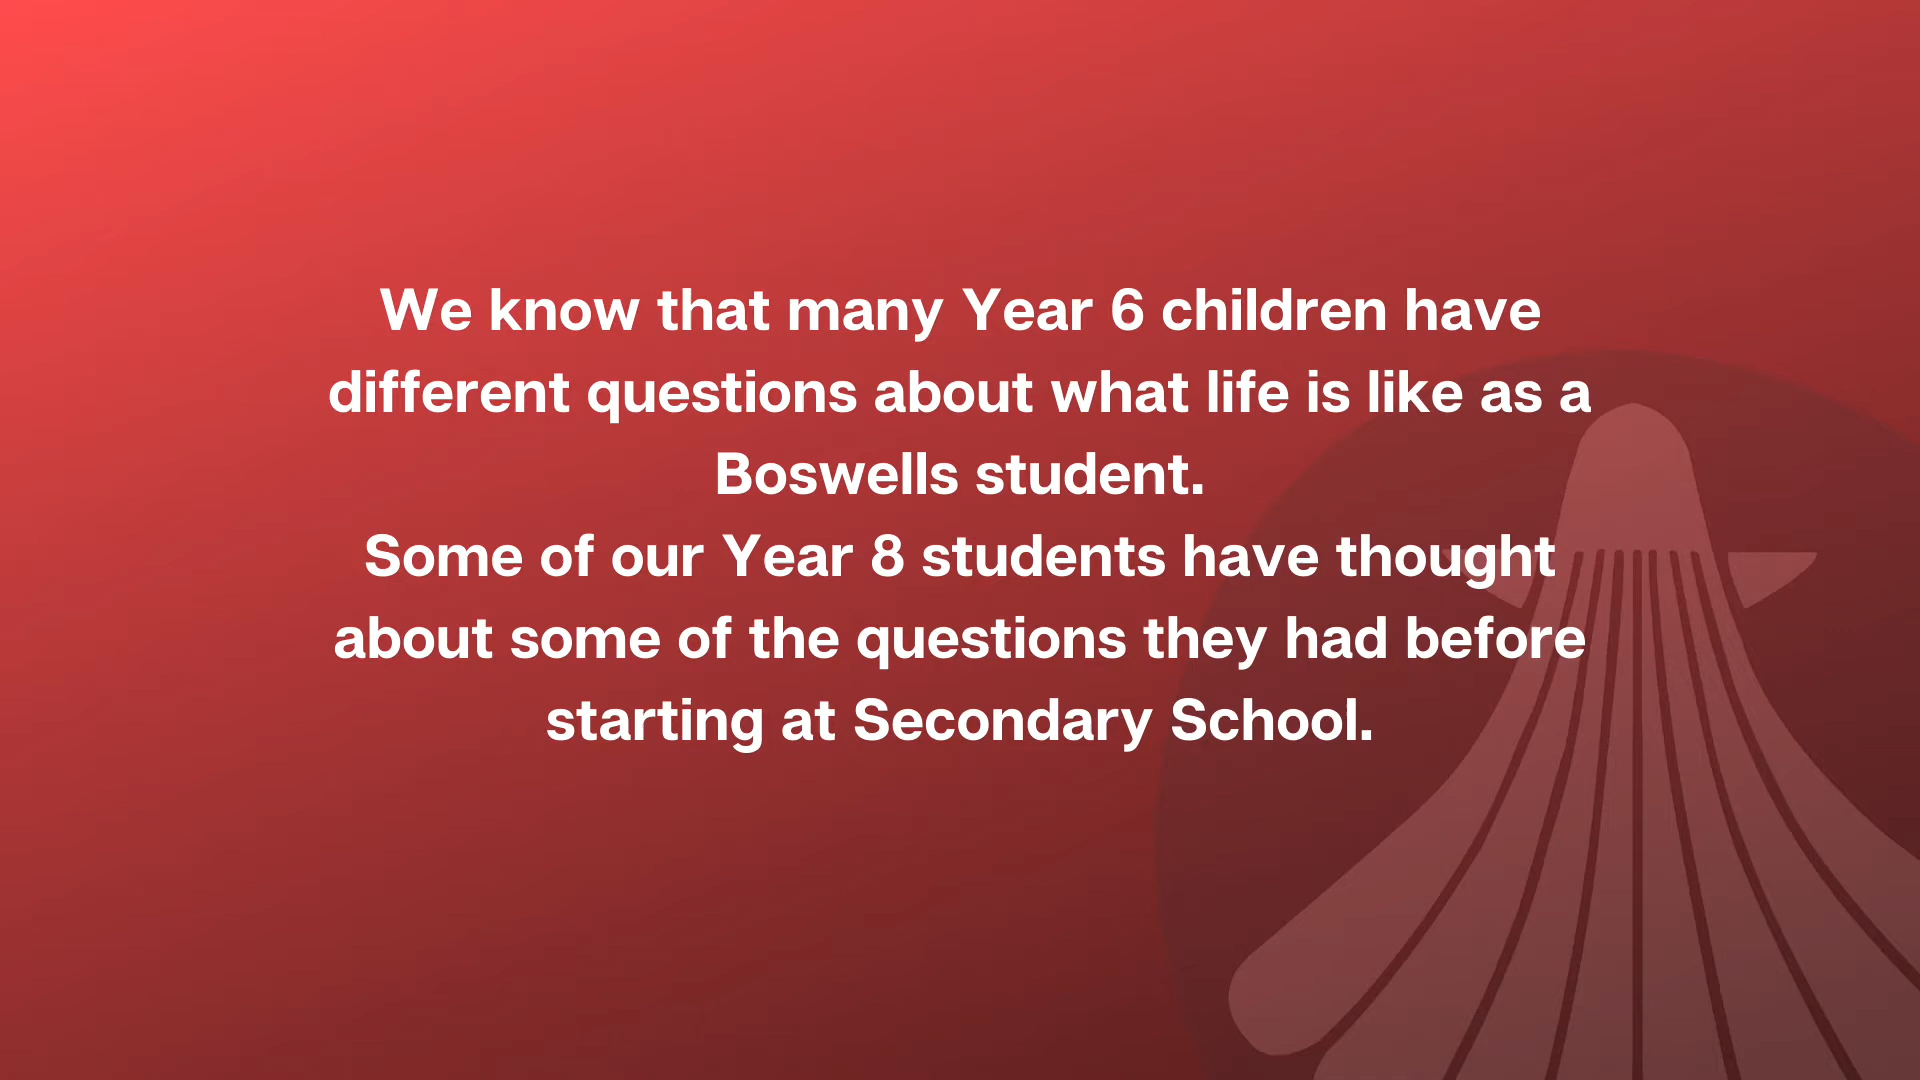 We know that many Year 6 children have
different questions about what life is like as a
Boswells student.
Some of our Year 8 students have thought
about some of the questions they had before
starting at Secondary School.